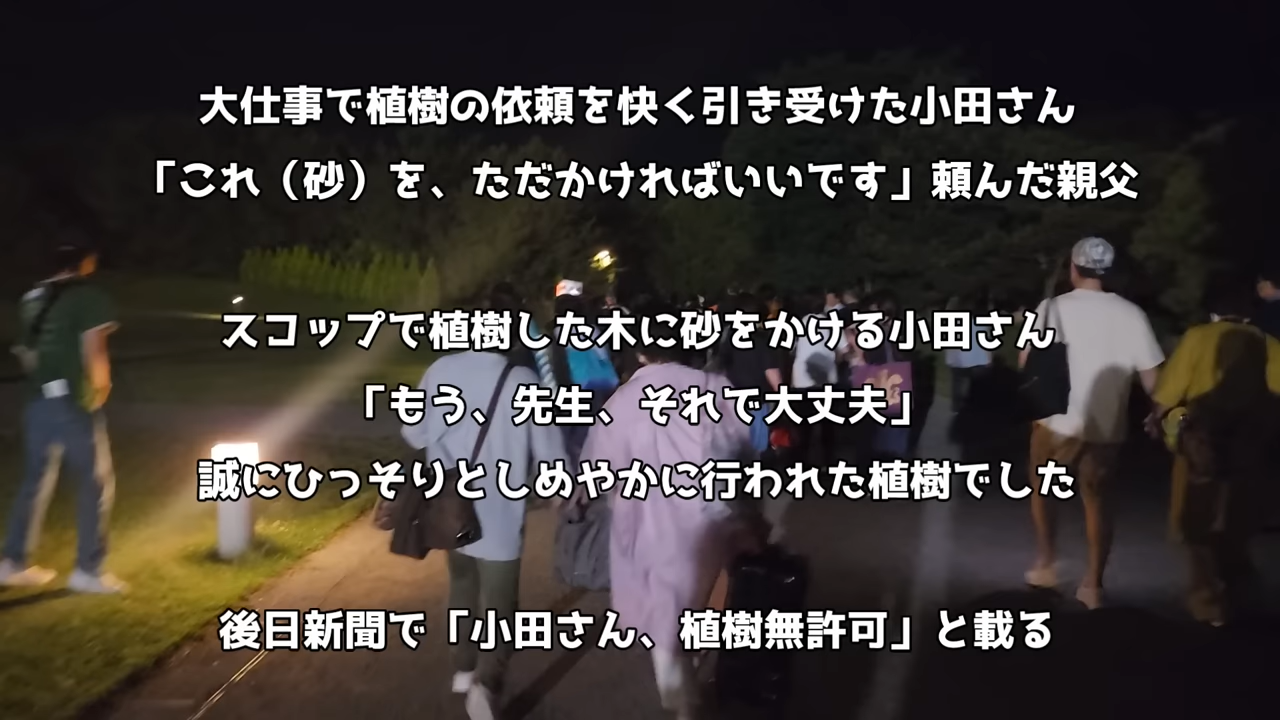 大仕事で植樹の依頼を快く引き受けた小田さん
「これ（砂）を、ただかければいいです」頼んだ親父
スコップで植樹した木に砂をかける小田さん
「もう、先生、それで大丈夫」
誠にひっそりとしめやかに行われた植樹でした
後日新聞で「小田さん、植樹無許可」と載る